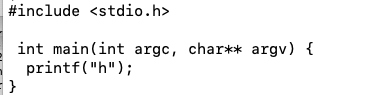 #include <stdio.h>
int main(int argc, char** argv) {
printf("h");
}